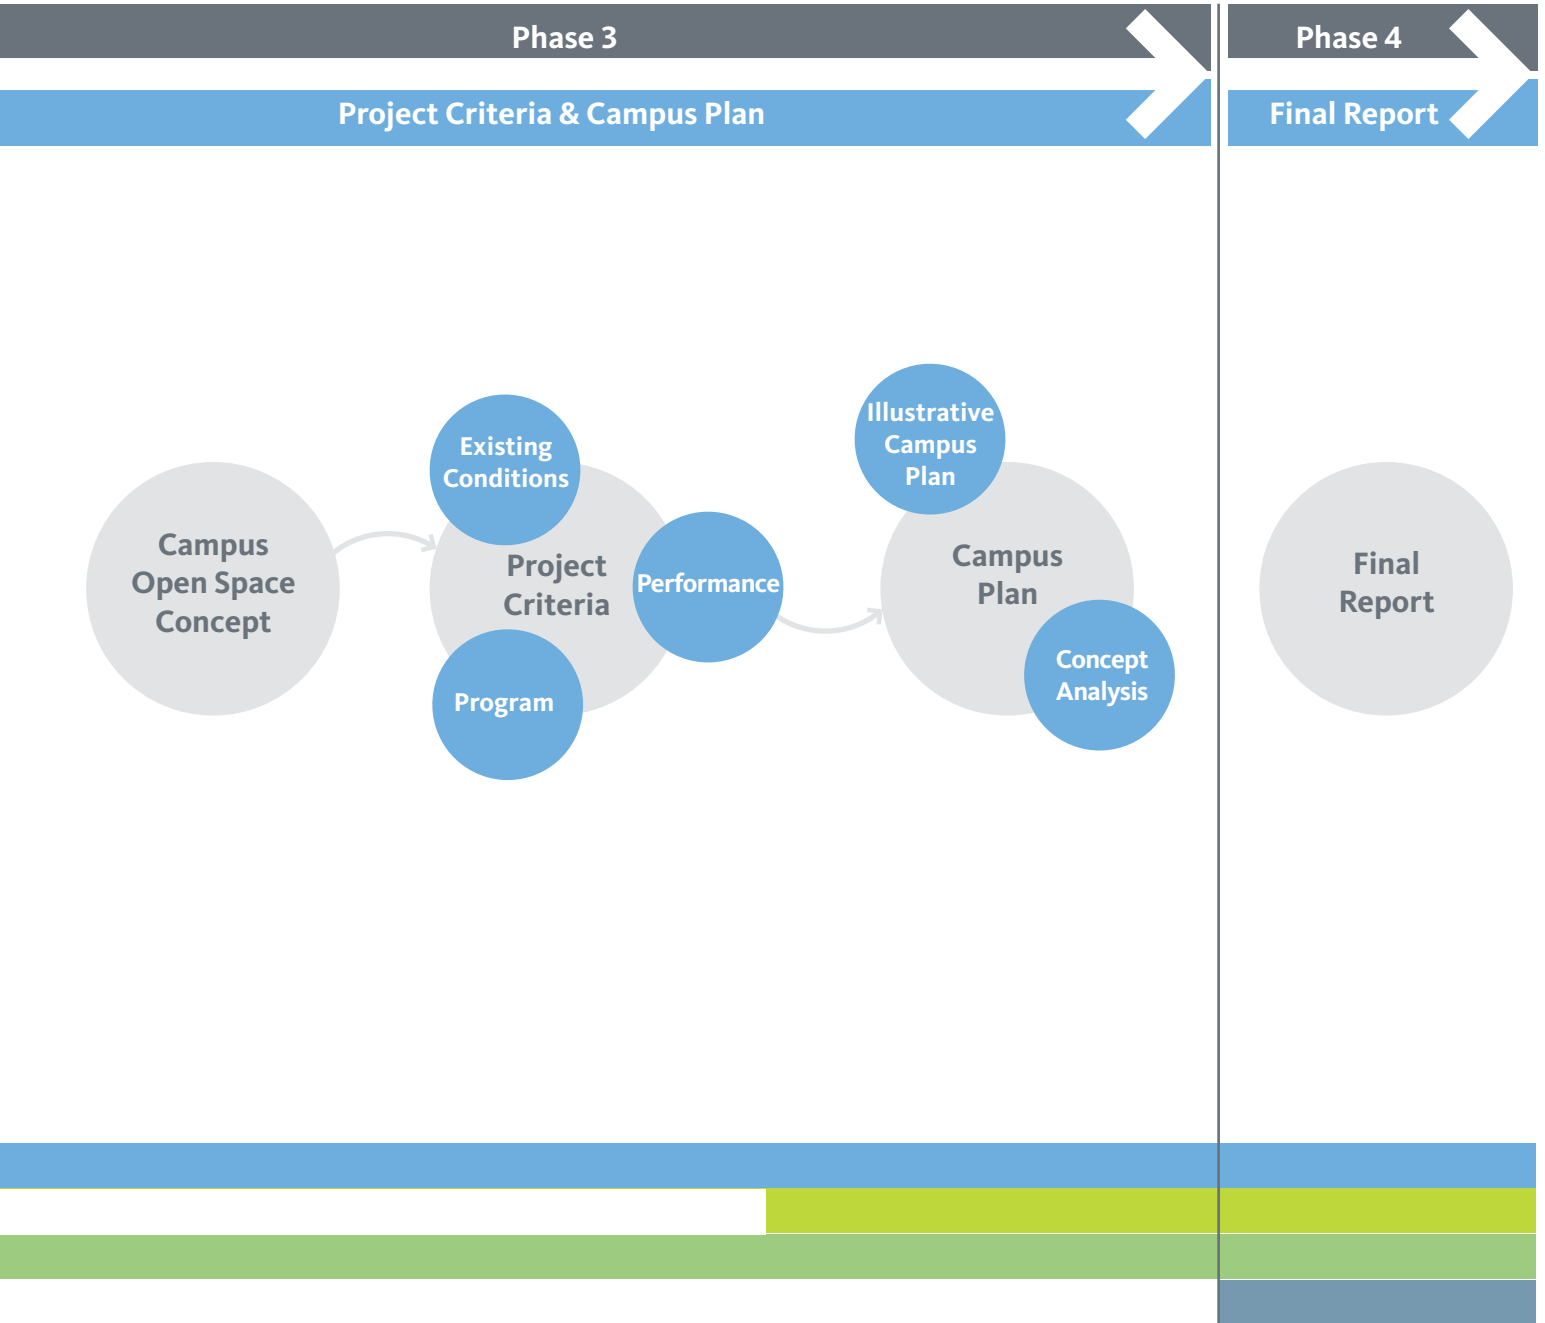 Phase 3
Phase 4
Project Criteria & Campus Plan
Final Report
Campus
Open Space
Concept
Existing
Conditions
Project
Criteria
Performance
Program
Illustrative
Campus
Plan
Campus
Plan
Concept
Analysis
Final
Report